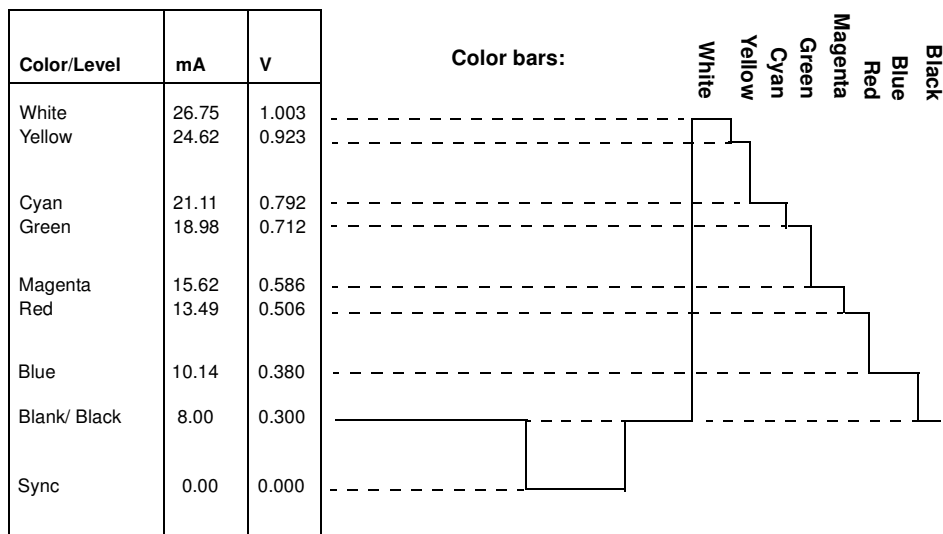 Color/Level mA V
White 26.75 1.003
Yellow 24.62 0.923
Cyan 21.11 0.792
Green 18.98 0.712
Magenta 15.62 0.586
Red 13.49 0.506
Blue 10.14 0.380
Blank/ Black 8.00 0.300
Sync 0.00 0.000
Color bars:
White
Yellow
Cyan
Green
Magenta
Red
Blue
Black